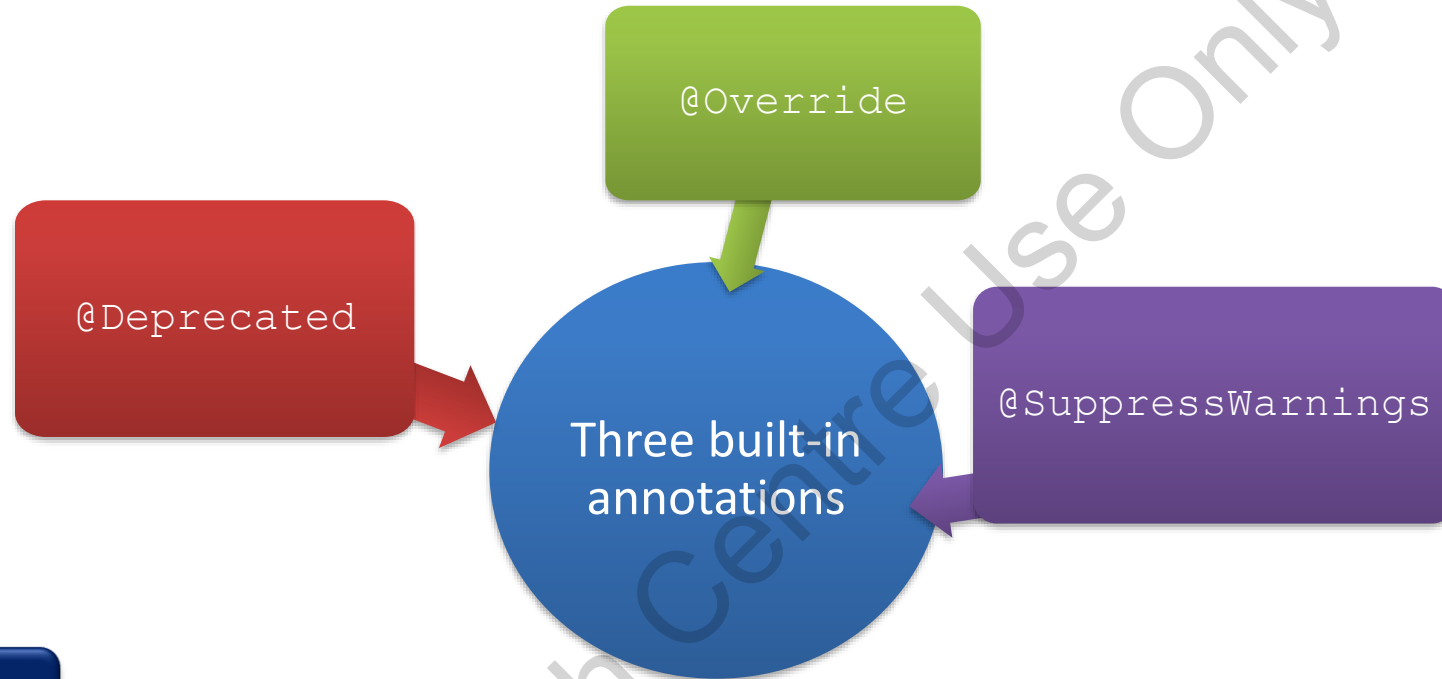 @Override
@Deprecated
@SuppressWarnings
Three built-in
annotations
Centre Use Only